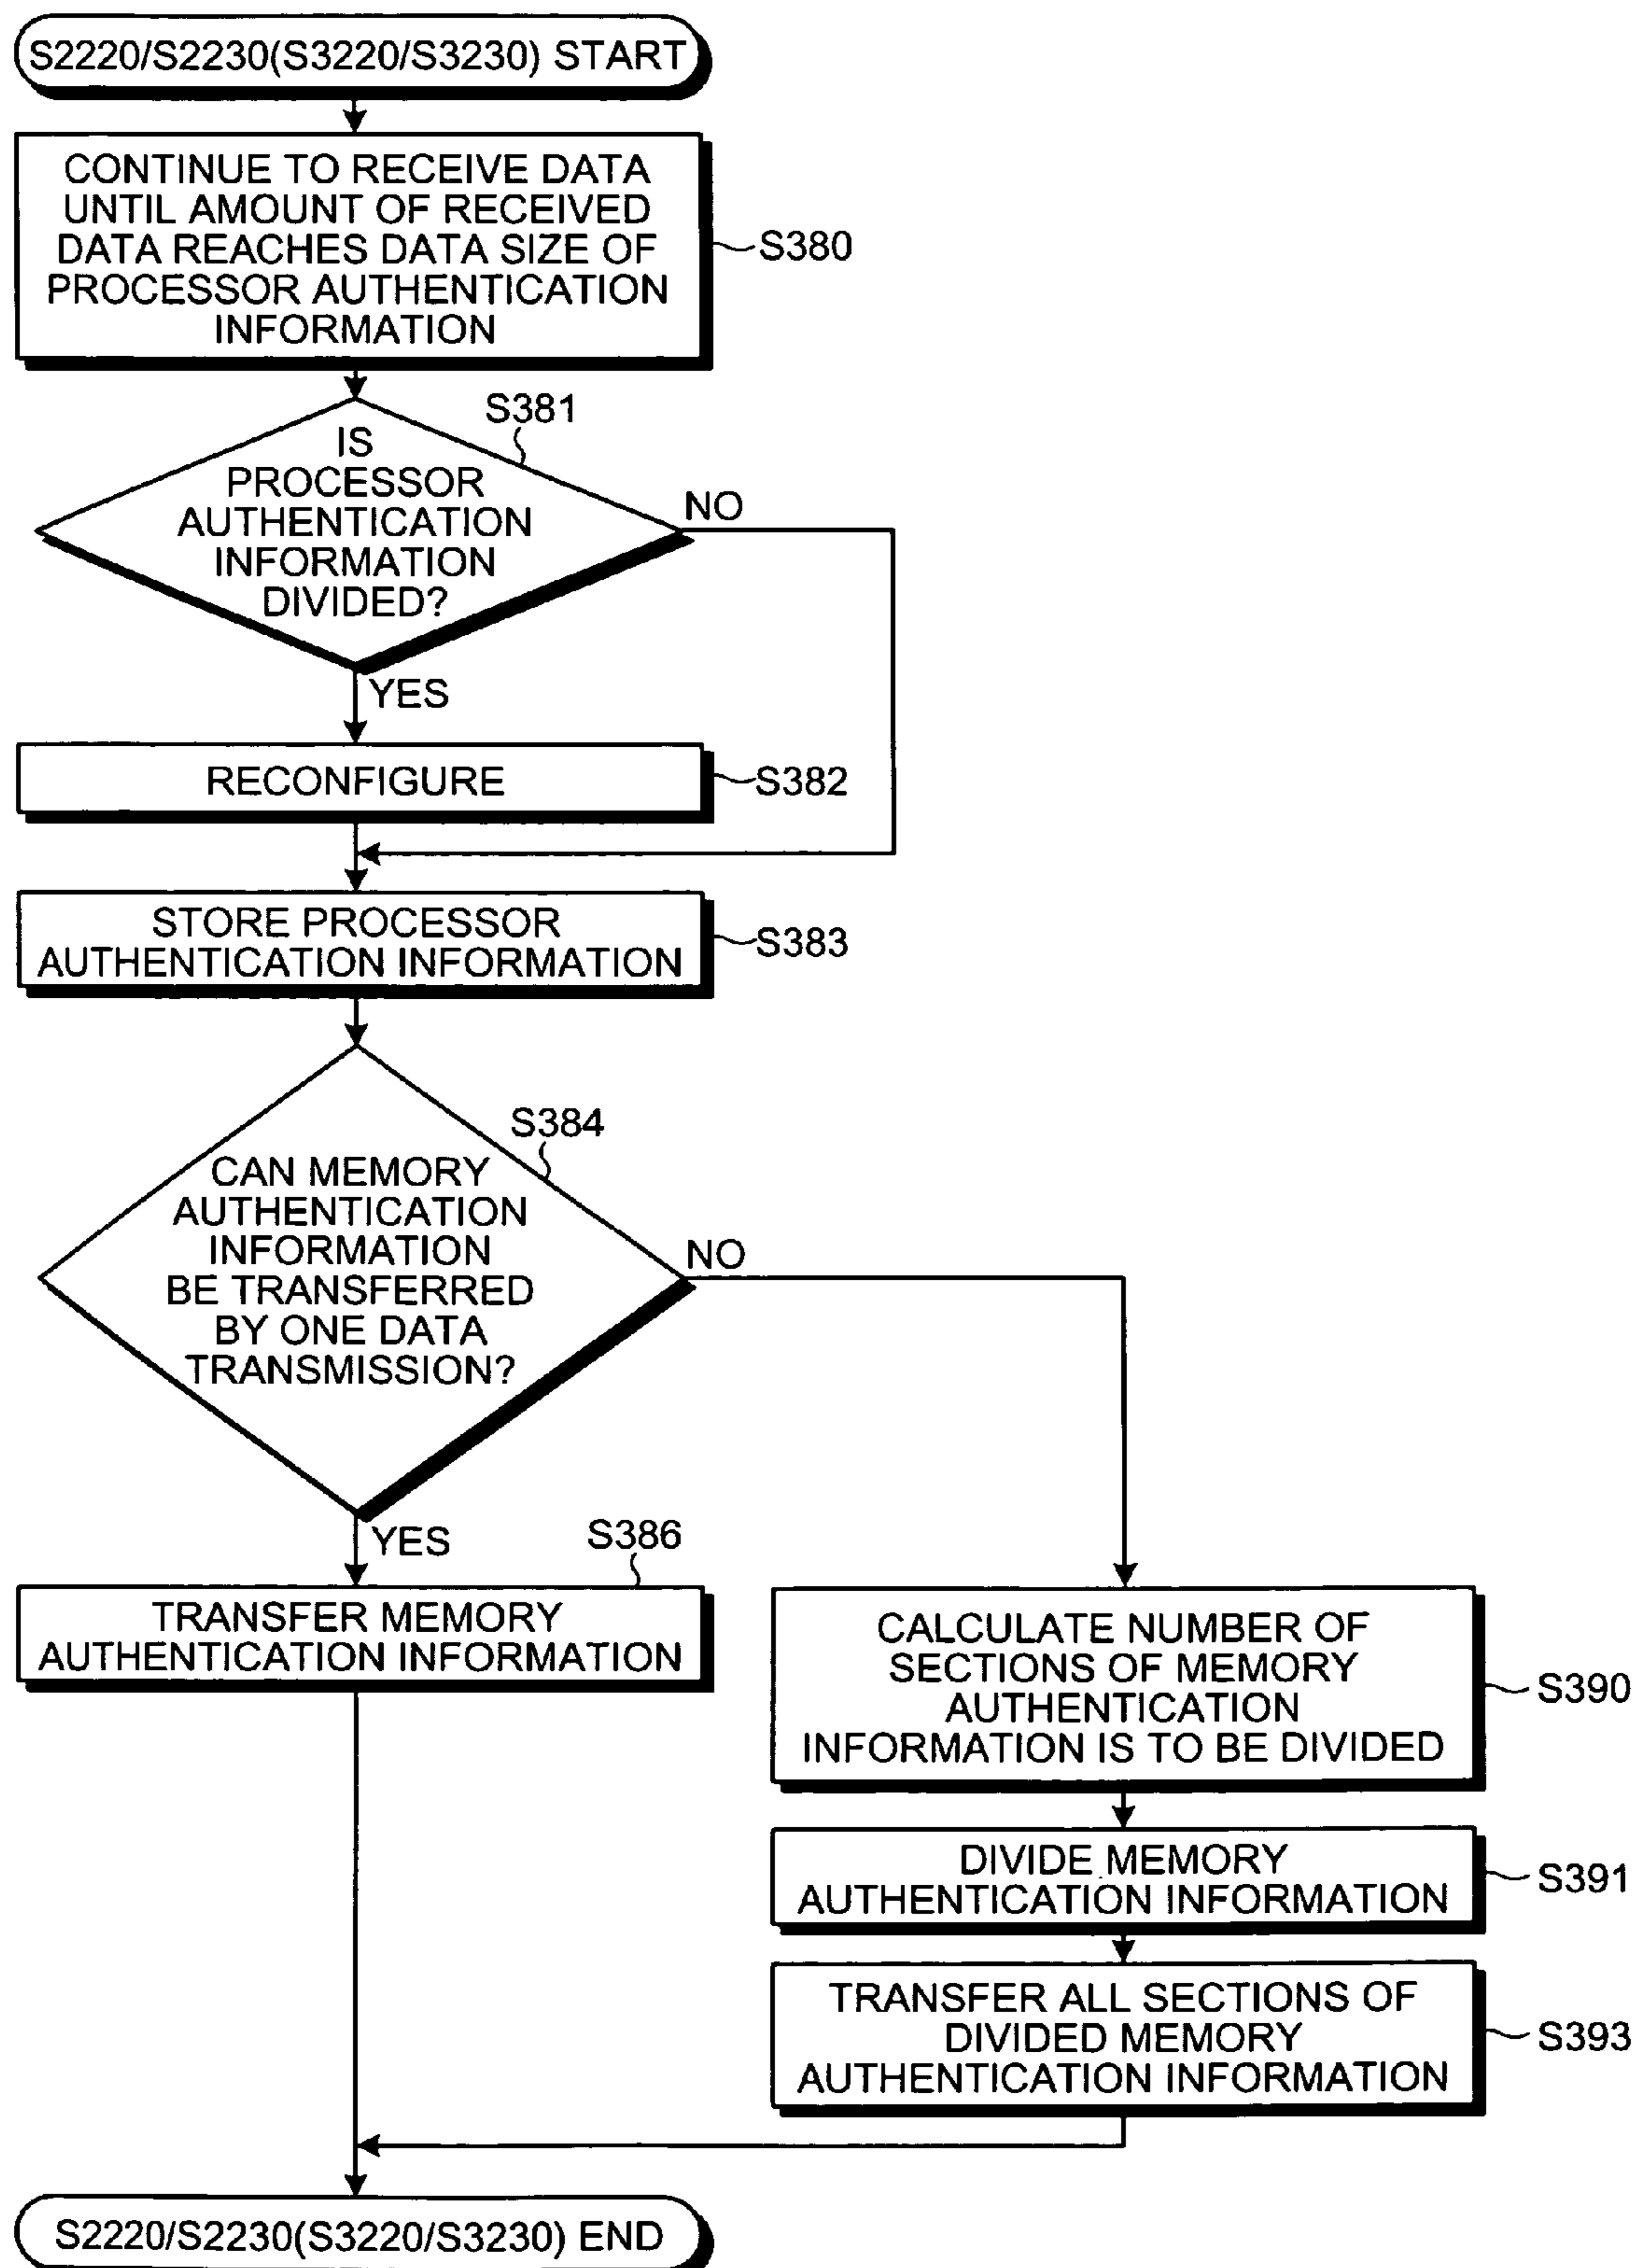 S2220/S2230(S3220/S3230) START
CONTINUE TO RECEIVE DATA
UNTIL AMOUNT OF RECEIVED
DATA REACHES DATA SIZE OF
PROCESSOR AUTHENTICATION
INFORMATION
S380
S381
IS
PROCESSOR
AUTHENTICATION
INFORMATION
DIVIDED?
NO
YES
RECONFIGURE
S382
STORE PROCESSOR
AUTHENTICATION INFORMATION
S383
S384
CAN MEMORY
AUTHENTICATION
INFORMATION
BE TRANSFERRED
BY ONE DATA
TRANSMISSION?
NO
YES
S386
TRANSFER MEMORY
AUTHENTICATION INFORMATION
CALCULATE NUMBER OF
SECTIONS OF MEMORY
AUTHENTICATION
INFORMATION IS TO BE DIVIDED
S390
DIVIDE MEMORY
AUTHENTICATION INFORMATION
S391
TRANSFER ALL SECTIONS OF
DIVIDED MEMORY
AUTHENTICATION INFORMATION
S393
S2220/S2230(S3220/S3230) END